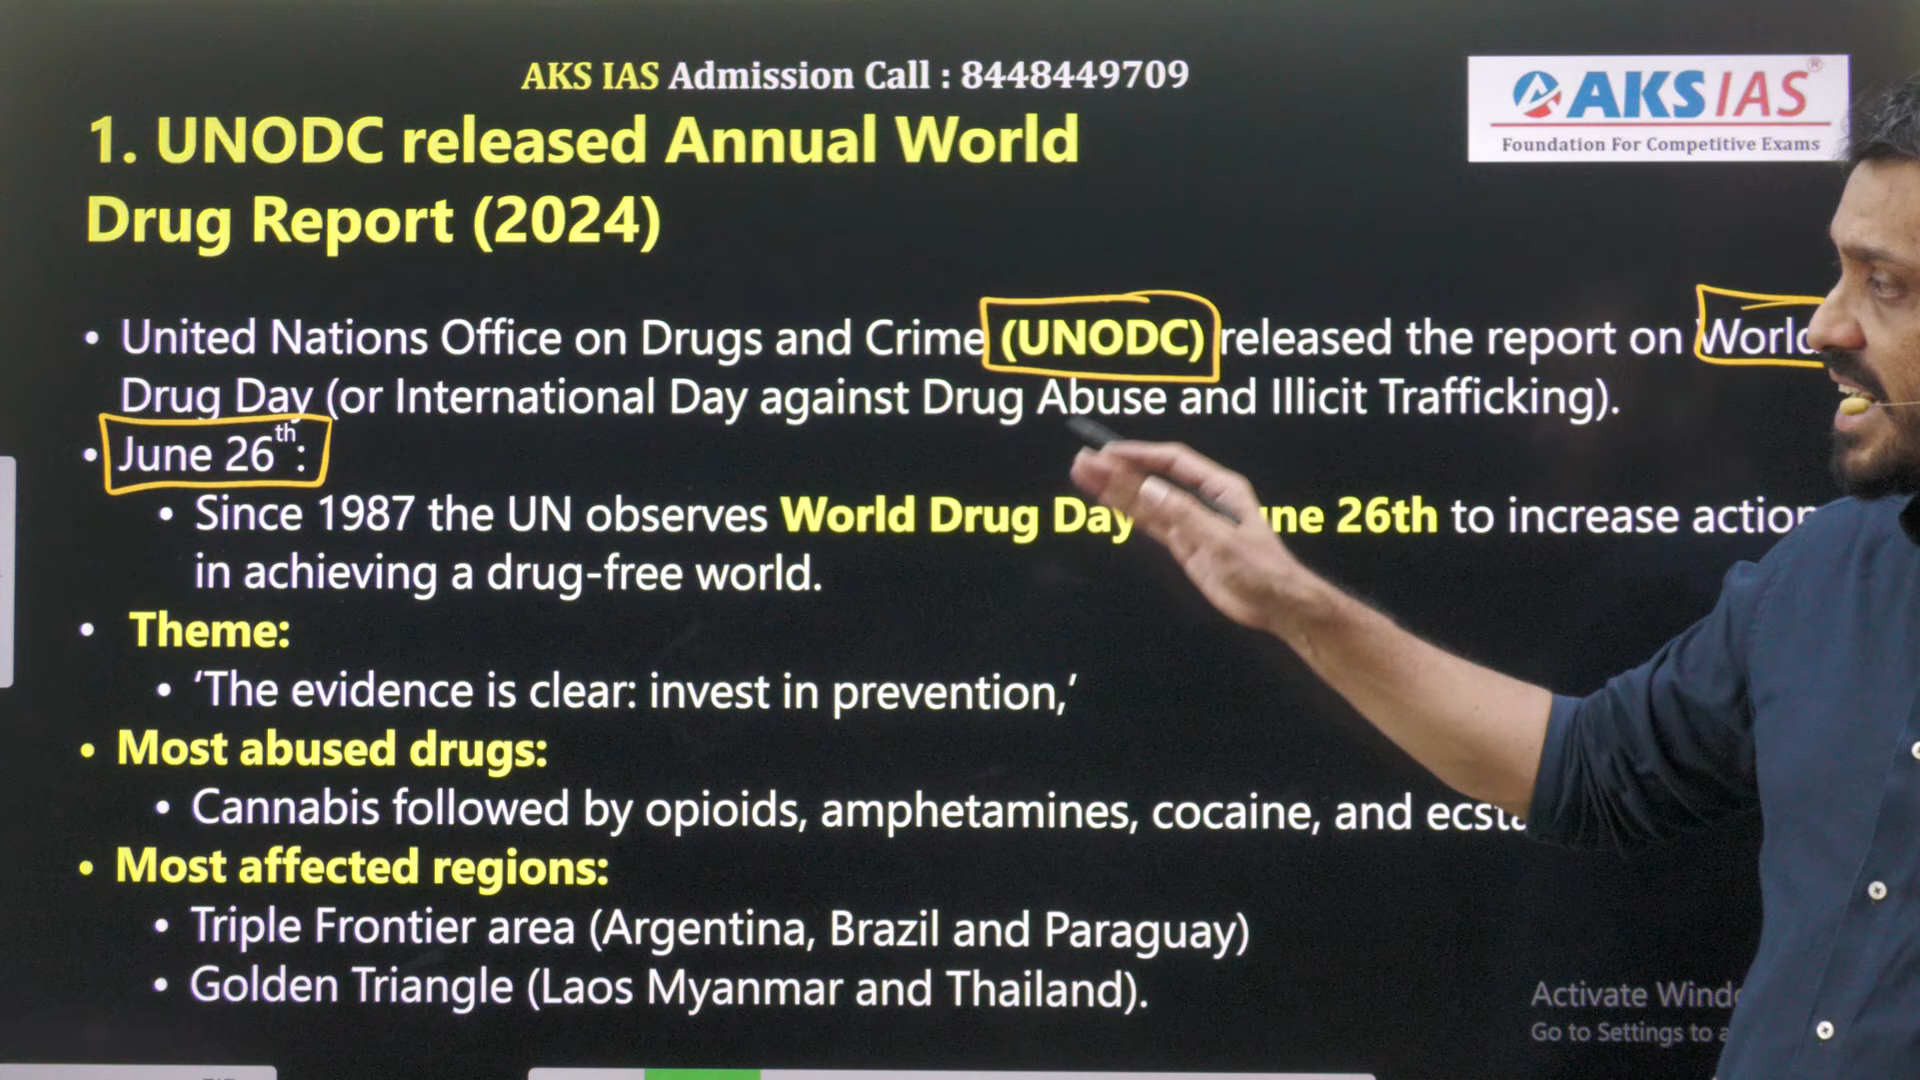 AKS IAS Admission Call : 8448449709
AKS IAS®
Foundation For Competitive Exams
1. UNODC released Annual World
Drug Report (2024)
• United Nations Office on Drugs and Crime (UNODC) released the report on World
Drug Day (or International Day against Drug Abuse and Illicit Trafficking).
• June 26th:
• Since 1987 the UN observes World Drug Day 26th to increase action
in achieving a drug-free world.
• Theme:
• ‘The evidence is clear: invest in prevention,’
• Most abused drugs:
• Cannabis followed by opioids, amphetamines, cocaine, and
• Most affected regions:
• Triple Frontier area (Argentina, Brazil and Paraguay)
• Golden Triangle (Laos Myanmar and Thailand).
Activate
Go to Settings to